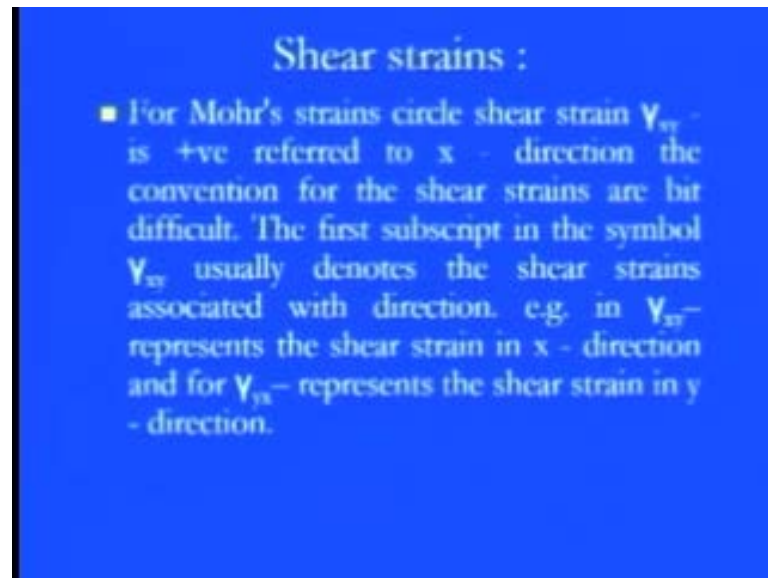 Shear strains :
For Mohr's strains circle shear strain γxy -
is +ve referred to x - direction the
convention for the shear strains are bit
difficult. The first subscript in the symbol
γxy usually denotes the shear strains
associated with direction. e.g. in γxy–
represents the shear strain in x - direction
and for γyx– represents the shear strain in y
- direction.